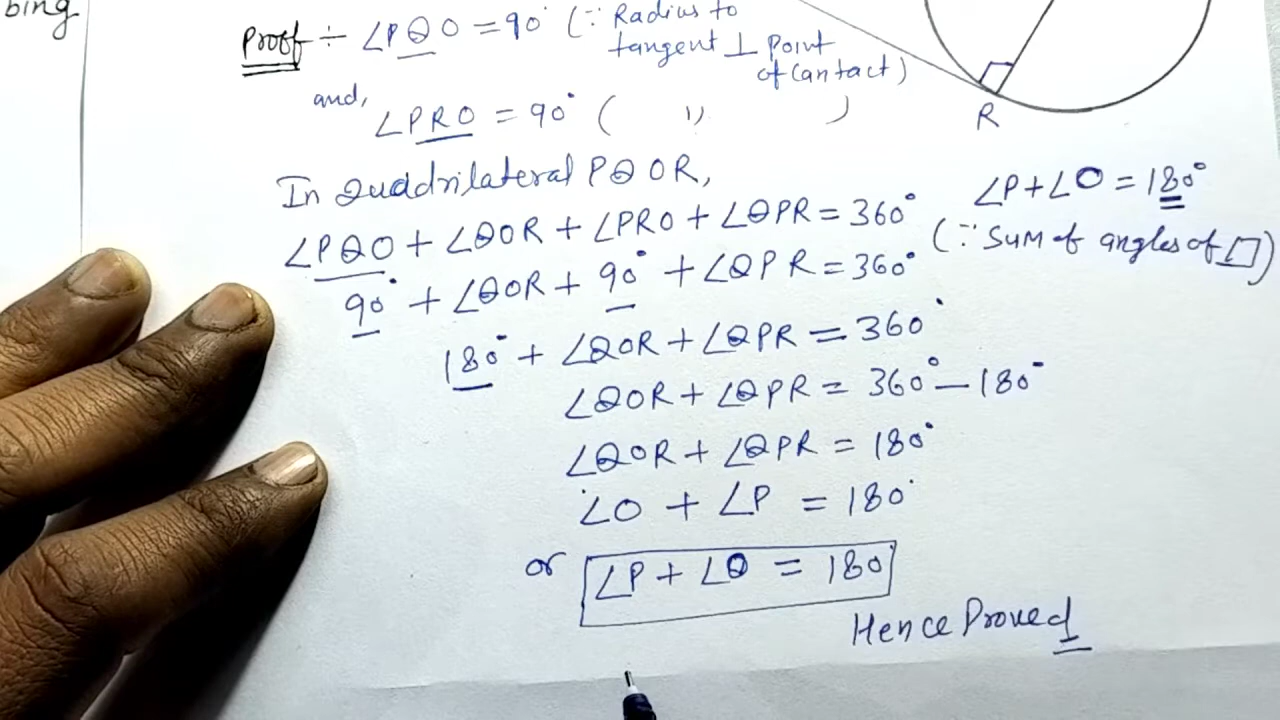 bing
Proof ÷ ∠PQO = 90° (∵ Radius to
tangent ⊥ Point
of Cantact)
and,
∠PRO = 90° ( " )
R
In Quadrilateral PQOR,
∠P+∠O = 180°
∠PQO + ∠QOR + ∠PRO + ∠QPR = 360°
(∵ Sum of angles of ▱)
90° + ∠QOR + 90° + ∠QPR = 360°
180° + ∠QOR + ∠QPR = 360°
∠QOR + ∠QPR = 360° − 180°
∠QOR + ∠QPR = 180°
∠O + ∠P = 180°
or ∠P + ∠O = 180
Hence Proved